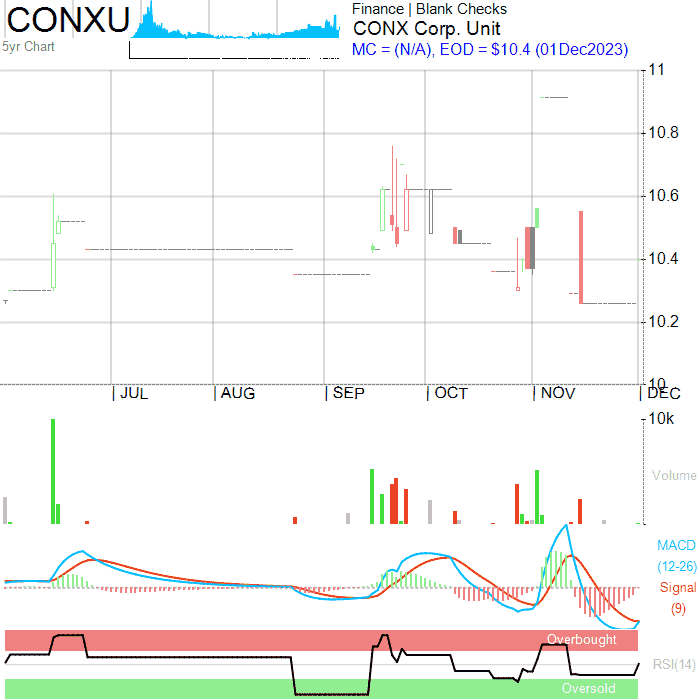 CONXU
5yr Chart
Finance | Blank Checks
CONX Corp. Unit
MC = (N/A), EOD = $10.4 (01Dec2023)
11
10.8
10.6
10.4
10.2
10
JUL AUG SEP OCT NOV DEC
10k
Volume
MACD
(12-26)
Signal
(9)
Overbought
RSI(14)
Oversold